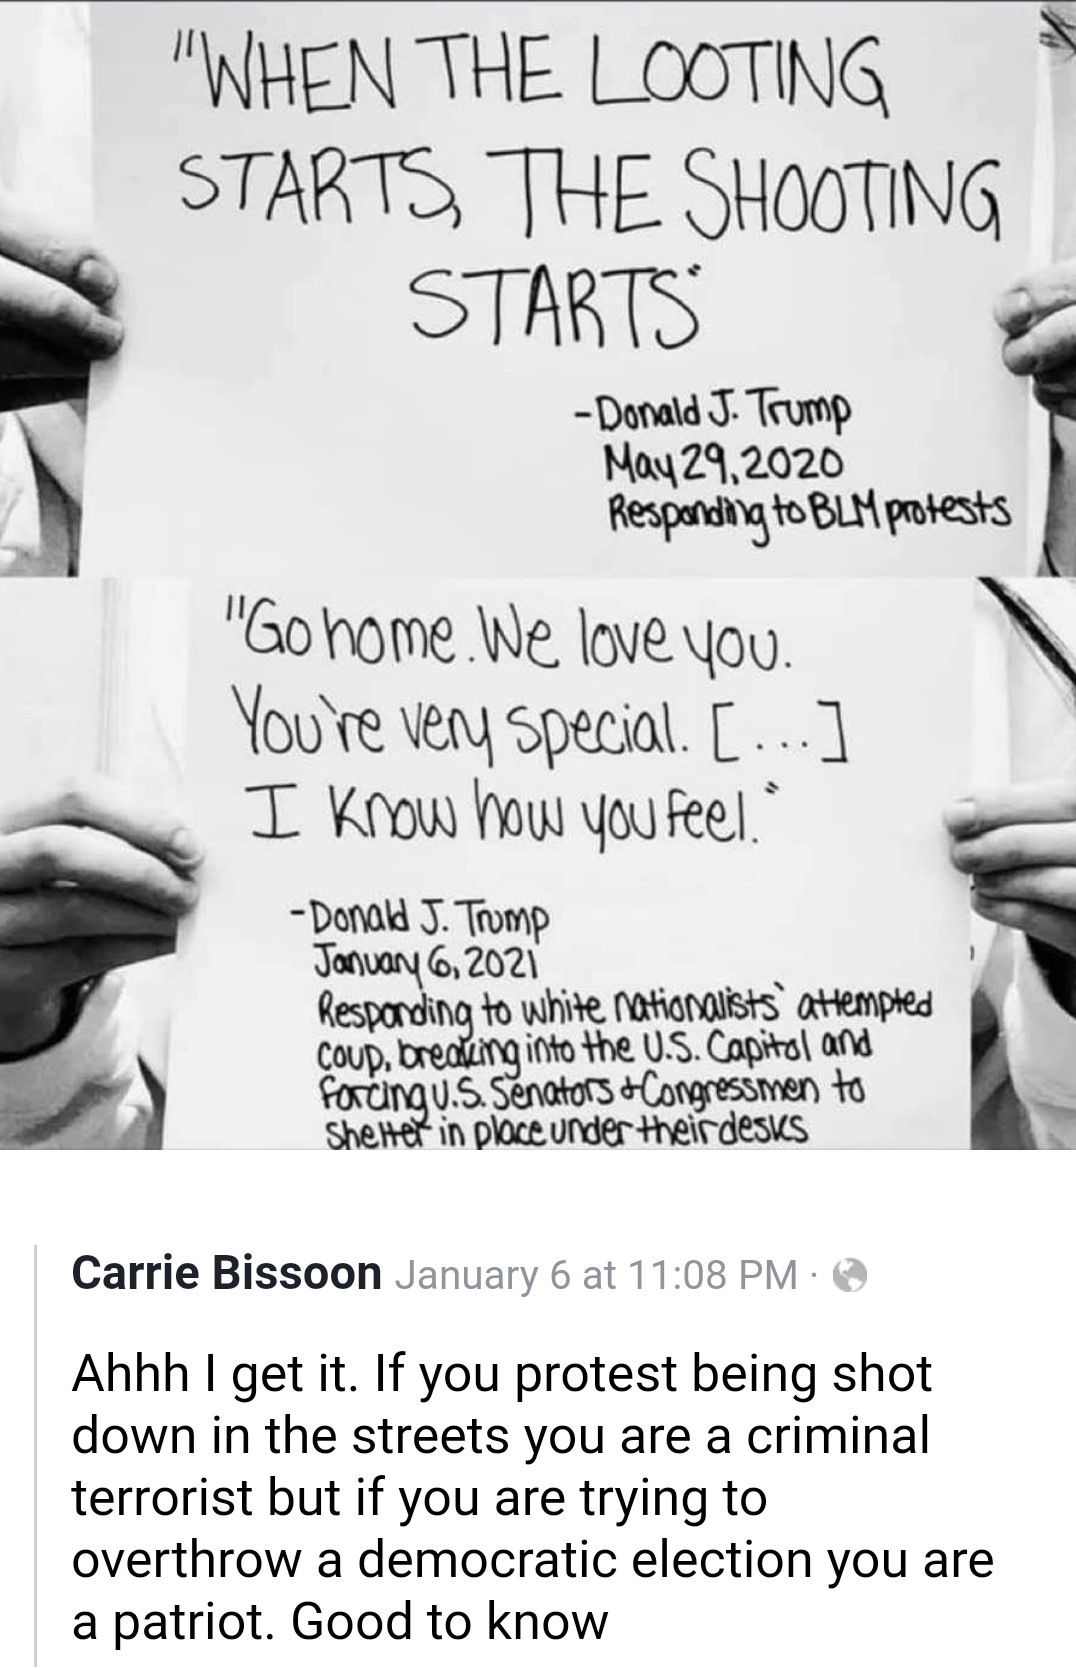 "WHEN THE LOOTING
STARTS, THE SHOOTING
STARTS"
-Donald J. Trump
May 29, 2020
Responding to BLM protests
"Go home. We love you.
You're very special. [...]
I know how you feel."
-Donald J. Trump
January 6, 2021
Responding to white nationalists' attempted
coup, breaking into the U.S. Capitol and
forcing U.S. Senators & Congressmen to
shelter in place under their desks
Carrie Bissoon January 6 at 11:08 PM ·
Ahhh I get it. If you protest being shot
down in the streets you are a criminal
terrorist but if you are trying to
overthrow a democratic election you are
a patriot. Good to know